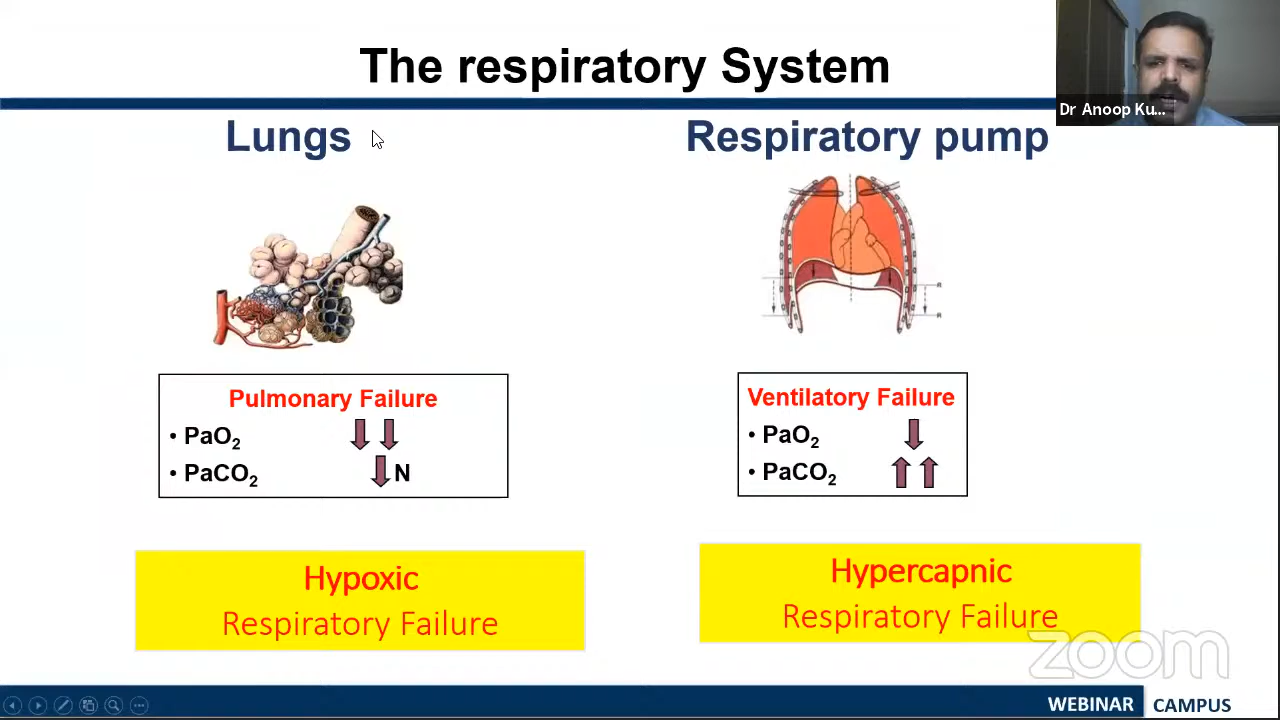 The respiratory System
Dr Anoop Ku...
Lungs
Respiratory pump
Pulmonary Failure
• PaO2
• PaCO2 N
Ventilatory Failure
• PaO2
• PaCO2
Hypoxic
Respiratory Failure
Hypercapnic
Respiratory Failure
zoom
WEBINAR CAMPUS